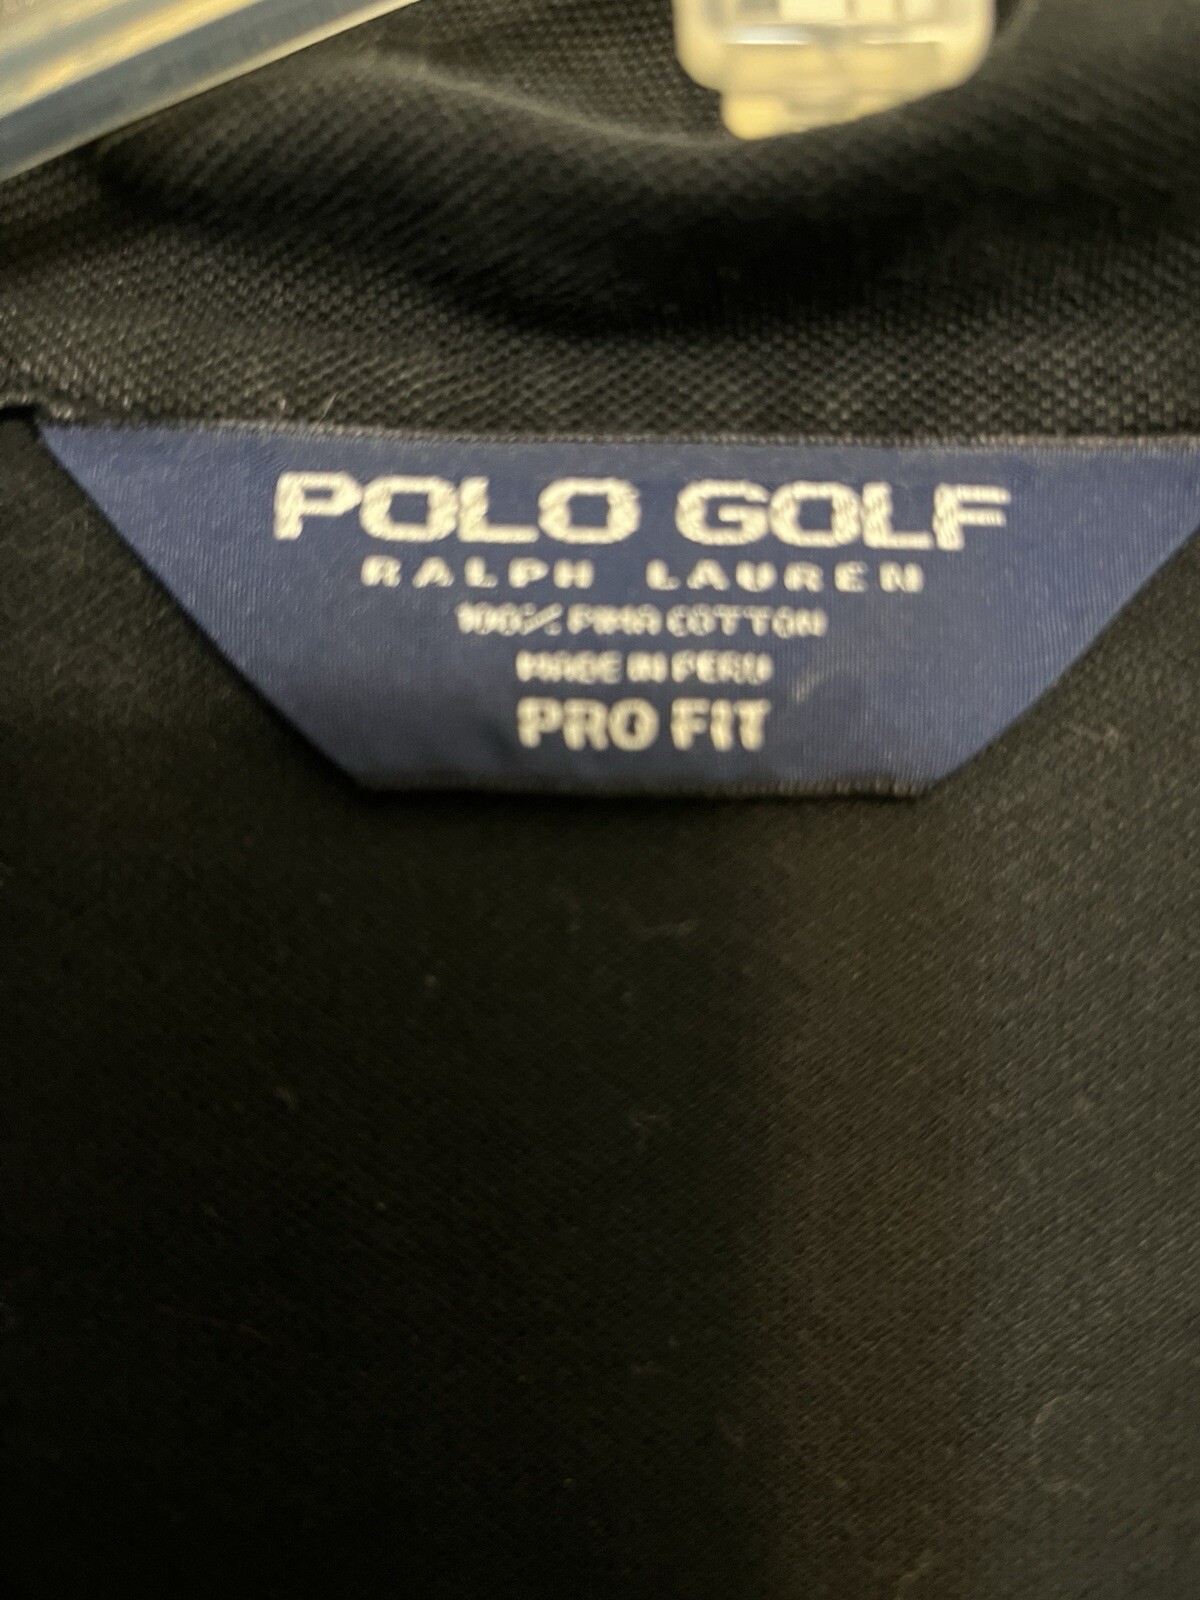 POLO GOLF
RALPH LAUREN
100% PIMA COTTON
MADE IN PERU
PRO FIT